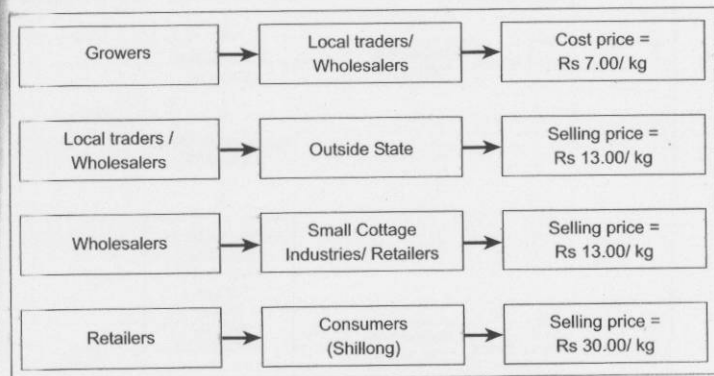 Growers
Local traders/
Wholesalers
Cost price =
Rs 7.00/ kg
Local traders /
Wholesalers
Outside State
Selling price =
Rs 13.00/ kg
Wholesalers
Small Cottage
Industries/ Retailers
Selling price =
Rs 13.00/ kg
Retailers
Consumers
(Shillong)
Selling price =
Rs 30.00/ kg